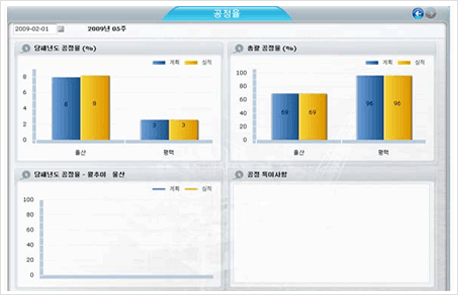 공정율
2009-02-01
2009년 05주
당해년도 공정율 (%)
계획 실적
8
6
4
2
0
8 8
3 3
울산 평택
총괄 공정율 (%)
계획 실적
100
80
60
40
20
0
69 69
96 96
울산 평택
당해년도 공정율 - 월추이 울산
계획 실적
100
80
60
40
20
0
공정 특이사항